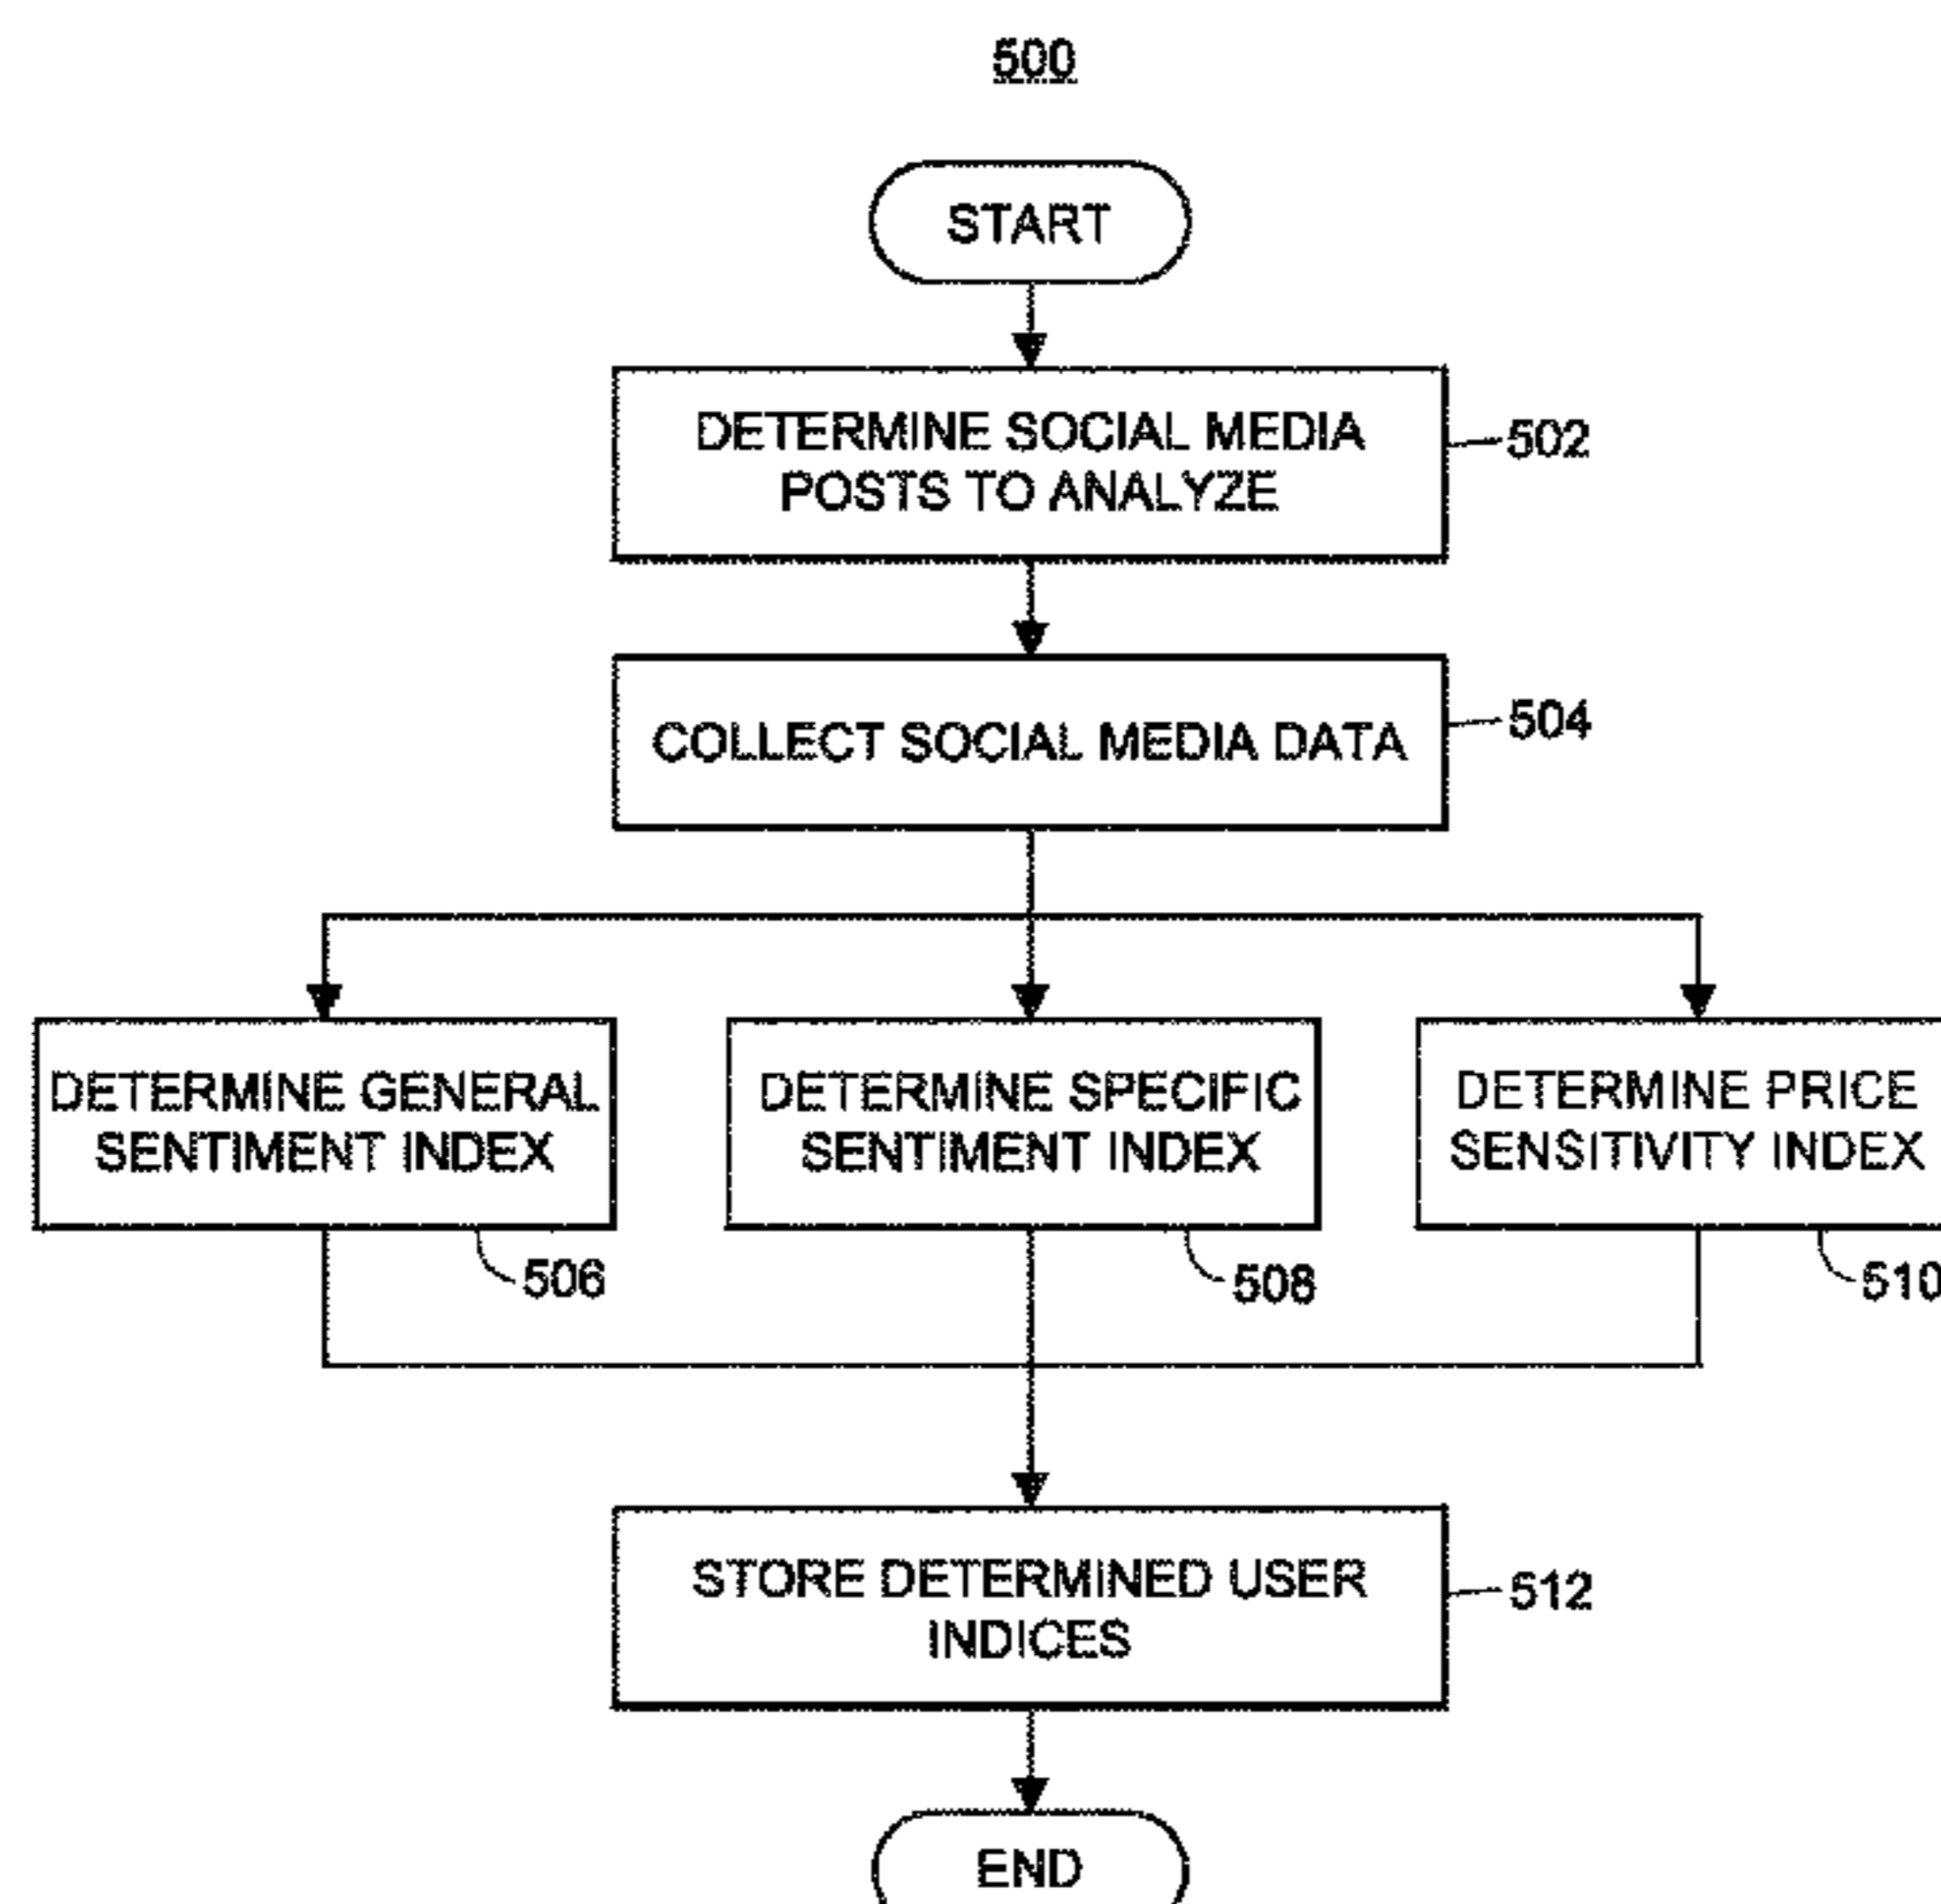 500
START
DETERMINE SOCIAL MEDIA
POSTS TO ANALYZE
502
COLLECT SOCIAL MEDIA DATA
504
DETERMINE GENERAL
SENTIMENT INDEX
506
DETERMINE SPECIFIC
SENTIMENT INDEX
508
DETERMINE PRICE
SENSITIVITY INDEX
510
STORE DETERMINED USER
INDICES
512
END